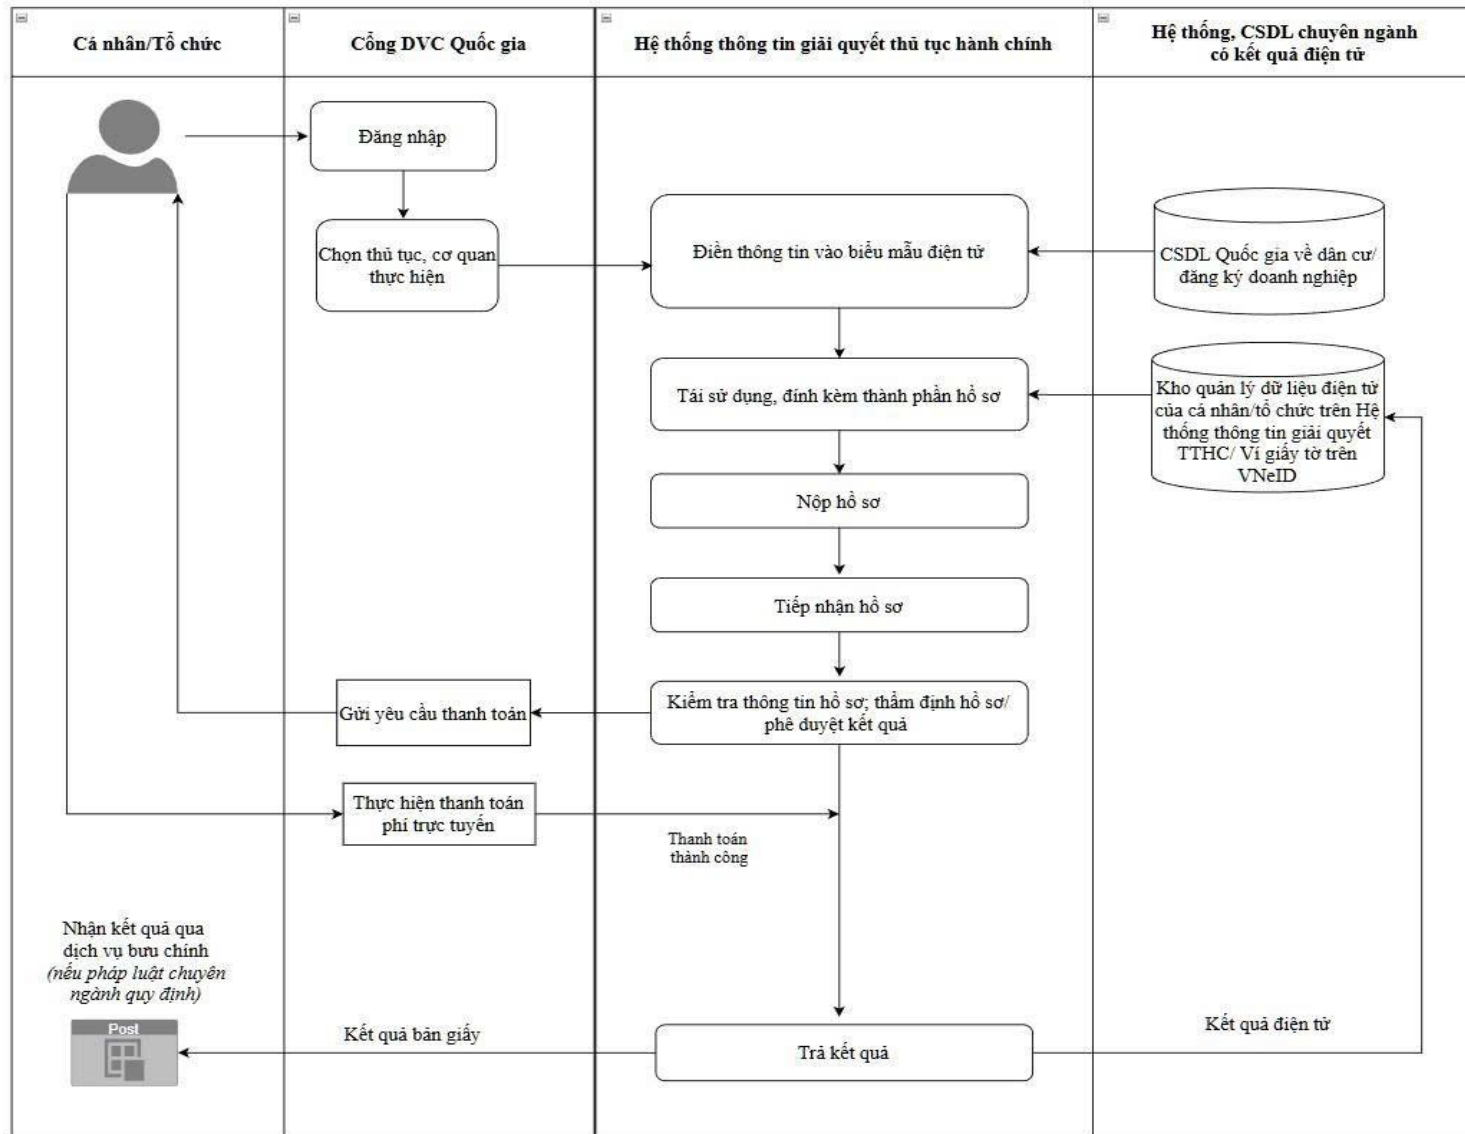 Cá nhân/Tổ chức
Cổng DVC Quốc gia
Hệ thống thông tin giải quyết thủ tục hành chính
Hệ thống, CSDL chuyên ngành
có kết quả điện tử
Đăng nhập
Chọn thủ tục, cơ quan
thực hiện
Điền thông tin vào biểu mẫu điện tử
CSDL Quốc gia về dân cư/
đăng ký doanh nghiệp
Tái sử dụng, đính kèm thành phần hồ sơ
Kho quản lý dữ liệu điện tử
của cá nhân/tổ chức trên Hệ
thống thông tin giải quyết
TTHC/ Ví giấy tờ trên
VNeID
Nộp hồ sơ
Tiếp nhận hồ sơ
Kiểm tra thông tin hồ sơ; thẩm định hồ sơ/
phê duyệt kết quả
Gửi yêu cầu thanh toán
Thực hiện thanh toán
phí trực tuyến
Thanh toán
thành công
Nhận kết quả qua
dịch vụ bưu chính
(nếu pháp luật chuyên
ngành quy định)
Post
Kết quả bản giấy
Trả kết quả
Kết quả điện tử